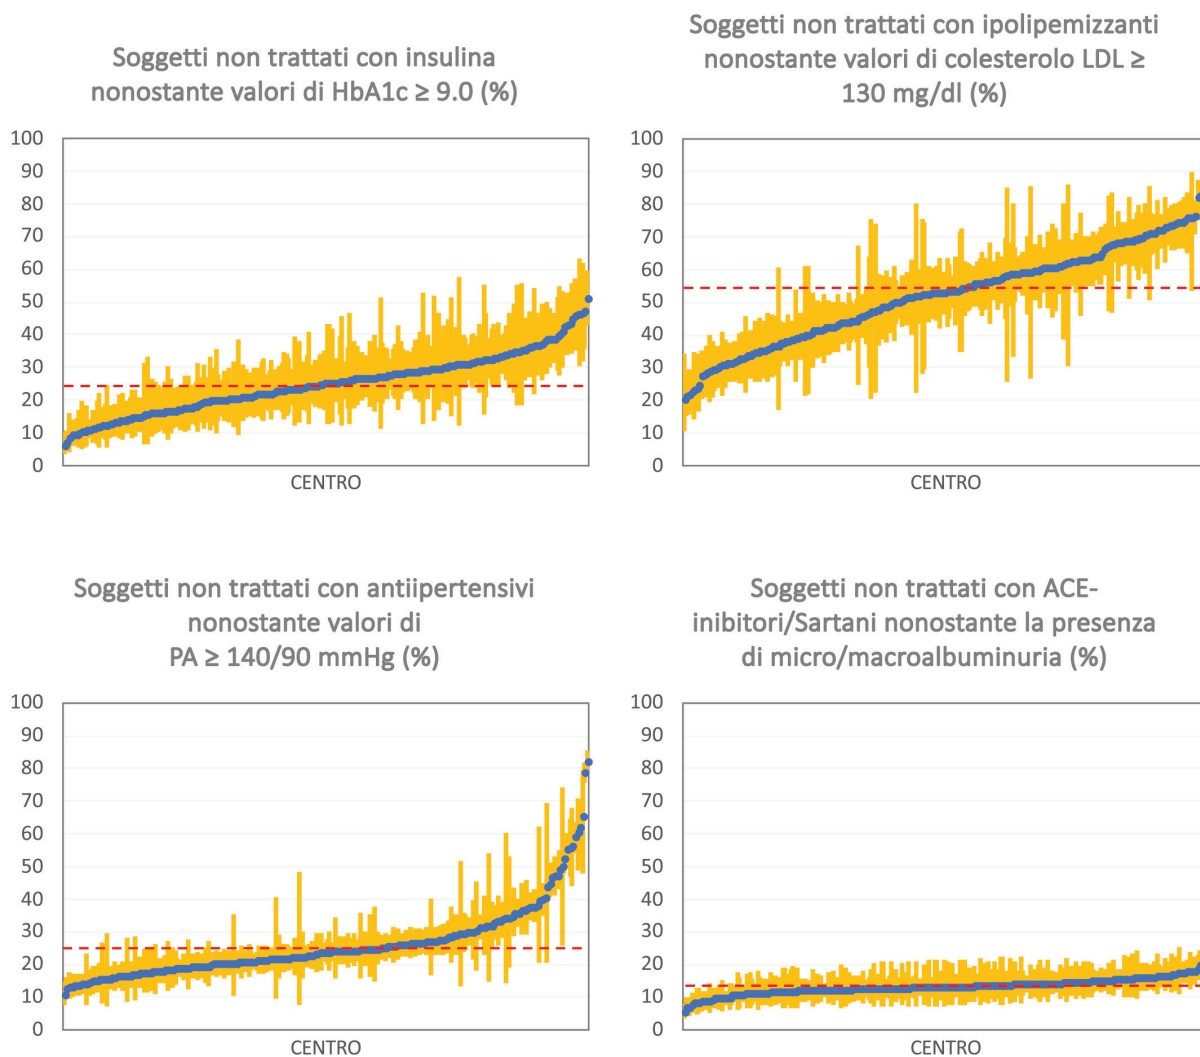 Soggetti non trattati con insulina
nonostante valori di HbA1c ≥ 9.0 (%)
100
90
80
70
60
50
40
30
20
10
0
CENTRO
Soggetti non trattati con ipolipemizzanti
nonostante valori di colesterolo LDL ≥
130 mg/dl (%)
100
90
80
70
60
50
40
30
20
10
0
CENTRO
Soggetti non trattati con antiipertensivi
nonostante valori di
PA ≥ 140/90 mmHg (%)
100
90
80
70
60
50
40
30
20
10
0
CENTRO
Soggetti non trattati con ACE-
inibitori/Sartani nonostante la presenza
di micro/macroalbuminuria (%)
100
90
80
70
60
50
40
30
20
10
0
CENTRO